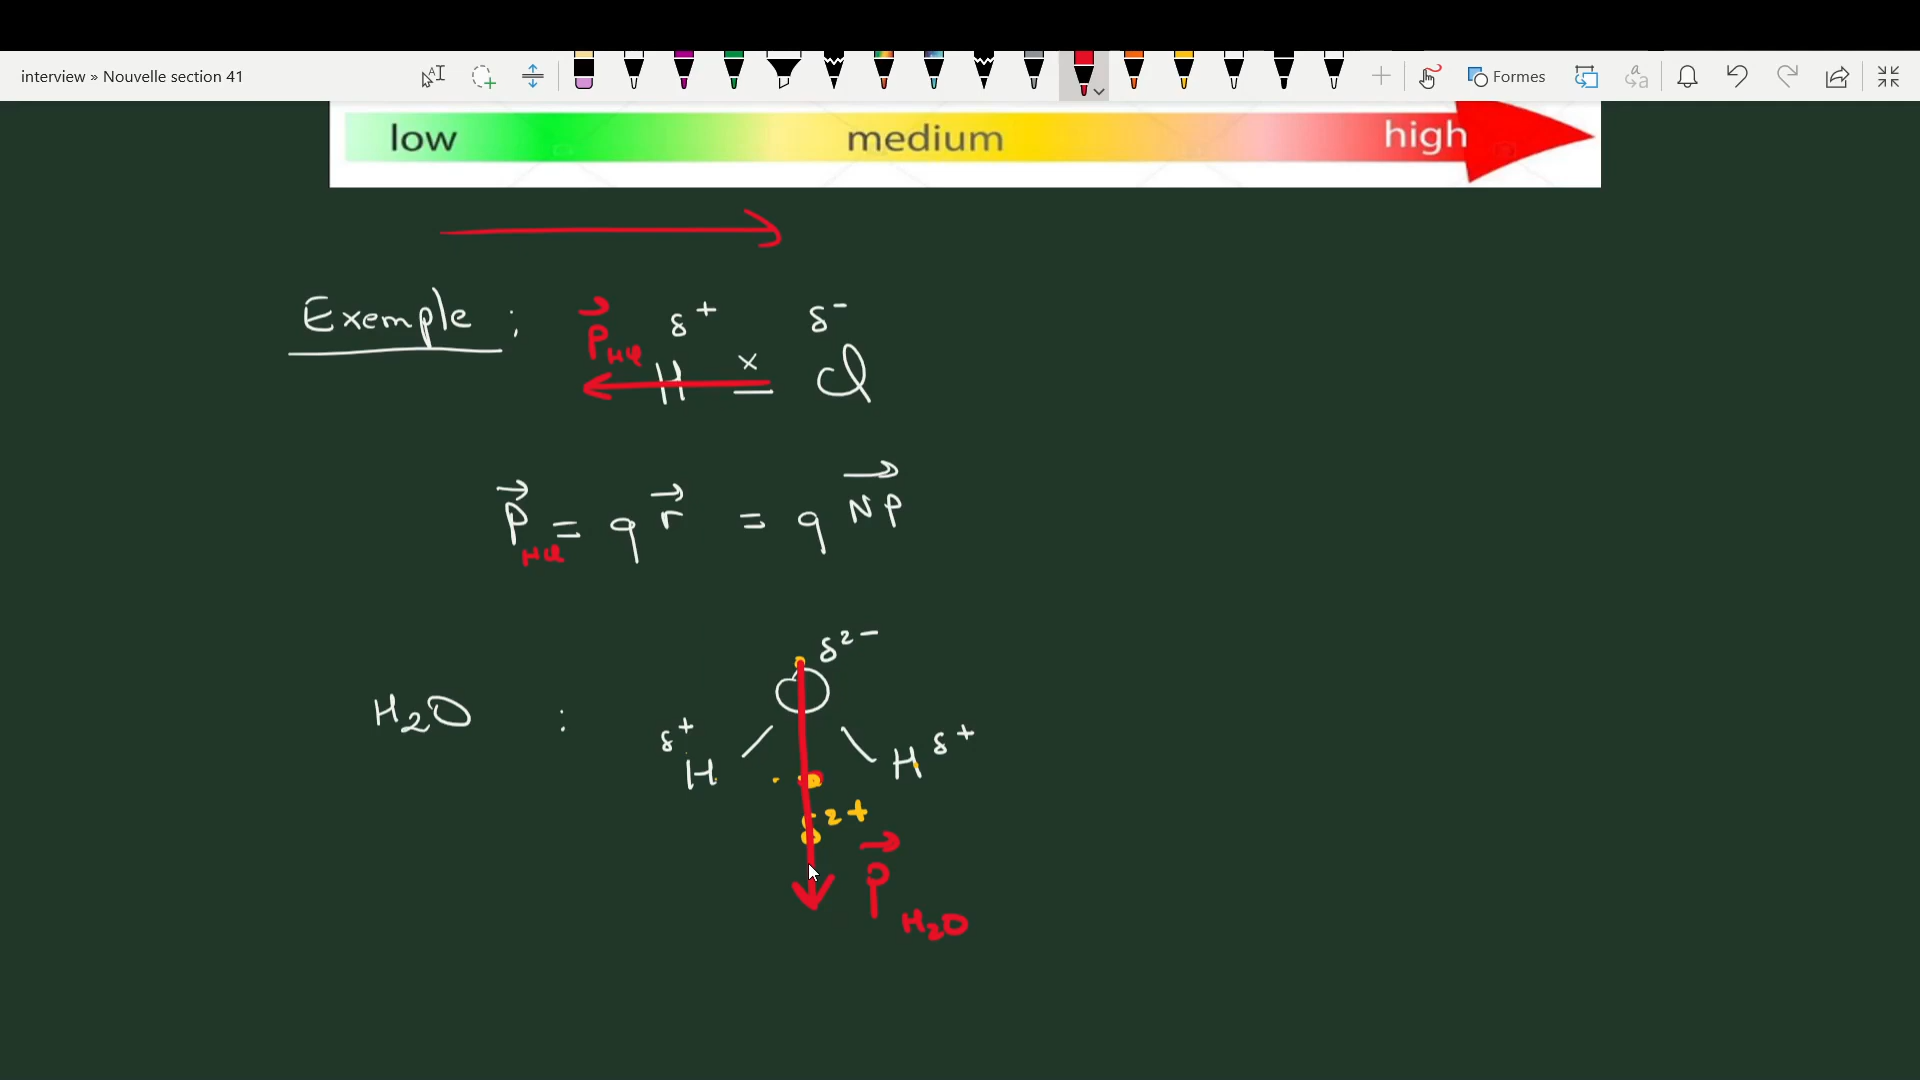 interview » Nouvelle section 41
Formes
low medium high
Exemple :
P⃗ HCl
δ+ δ-
H - Cl
x
P⃗ HCl = q r⃗ = q NP⃗
δ2-
H2O : O
δ+ H H δ+
δ2+
P⃗ H2O